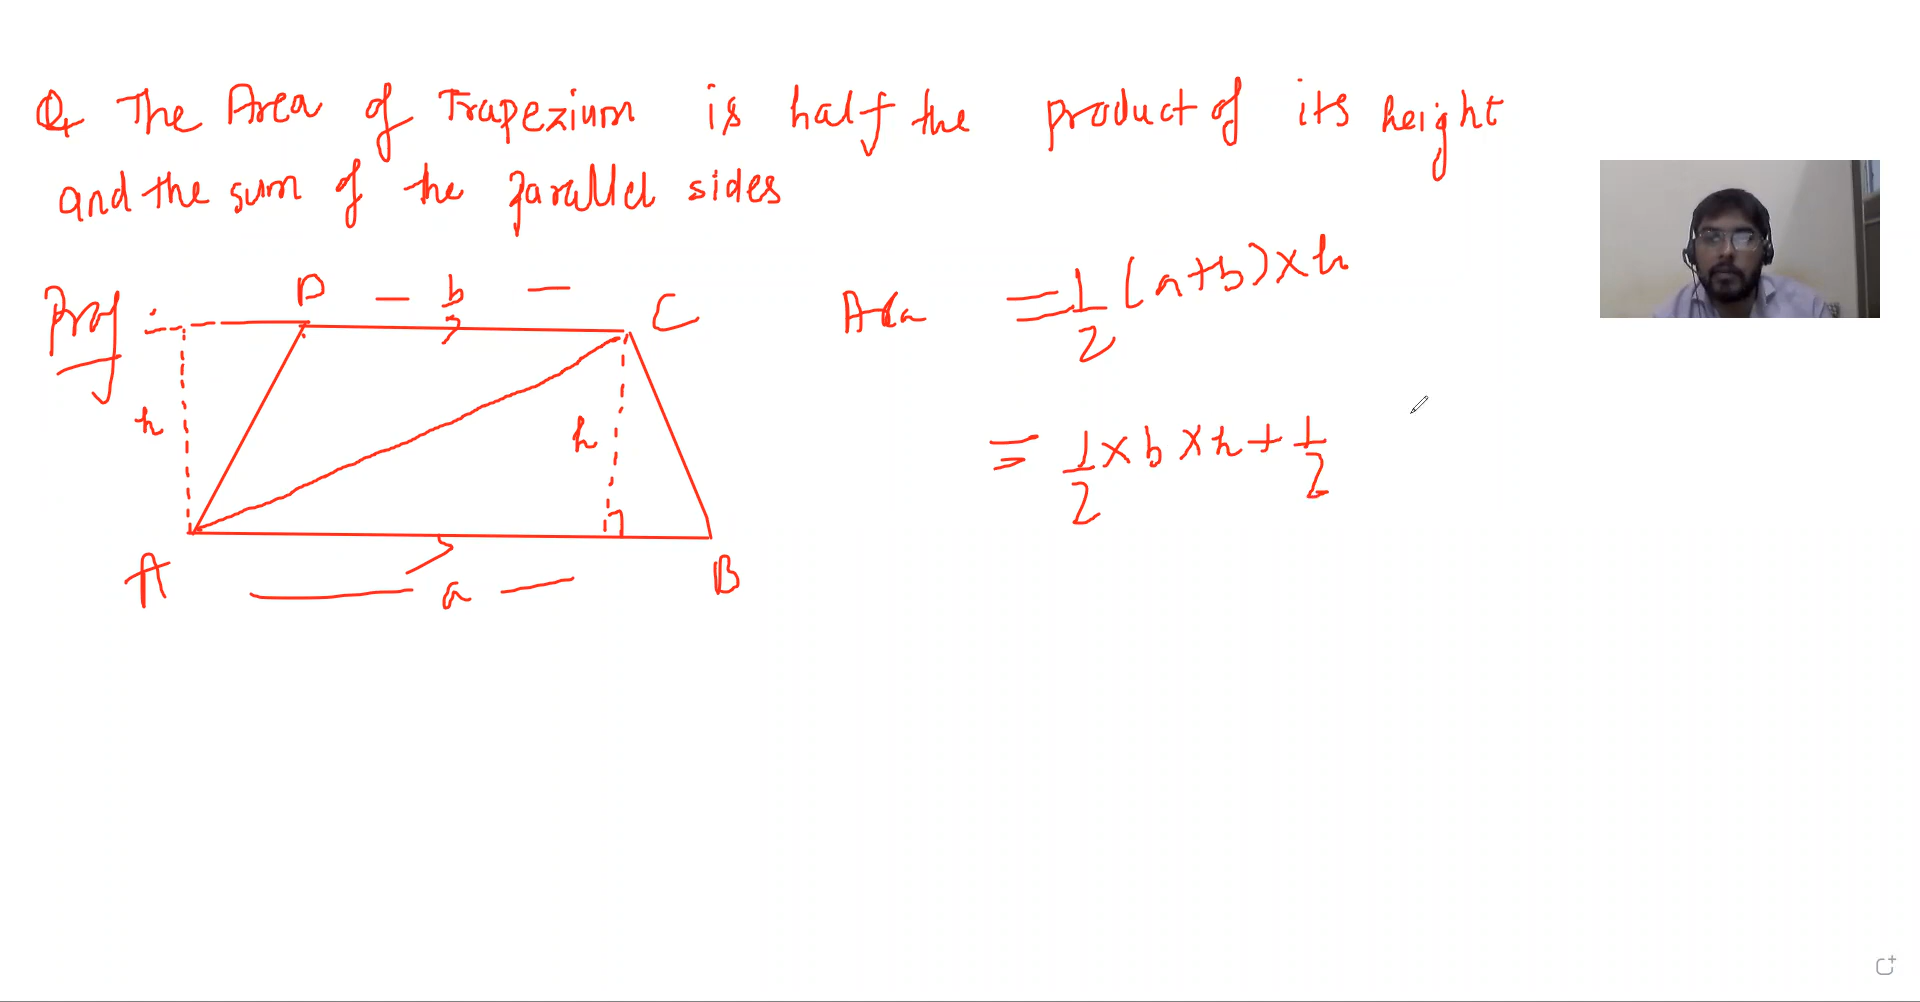 Q The Area of Trapezium is half the product of its height
and the sum of the parallel sides
Prof
D b C
h h
A a B
Area = 1/2 (a+b) × h
= 1/2 × b × h + 1/2